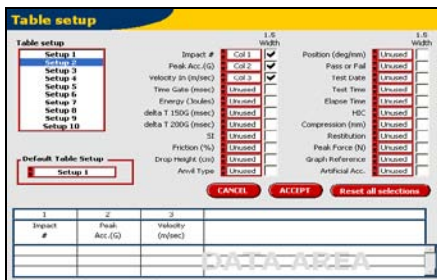 Table setup
Table setup
Setup 1
Setup 2
Setup 3
Setup 4
Setup 5
Setup 6
Setup 7
Setup 8
Setup 9
Setup 10
Default Table Setup
Setup 1
1.5
Width
Impact # Col 1
Peak Acc.(G) Col 2
Velocity In (m/sec) Col 3
Time Gate (msec) Unused
Energy (Joules) Unused
delta T 150G (msec) Unused
delta T 200G (msec) Unused
SI Unused
Friction (%) Unused
Drop Height (cm) Unused
Anvil Type Unused
1.5
Width
Position (deg/mm) Unused
Pass or Fail Unused
Test Date Unused
Test Time Unused
Elapse Time Unused
HIC Unused
Compression (mm) Unused
Restitution Unused
Peak Force (N) Unused
Graph Reference Unused
Artificial Acc. Unused
CANCEL ACCEPT Reset all selections
1 2 3
Impact Peak Velocity
# Acc.(G) (m/sec)
DATA AREA